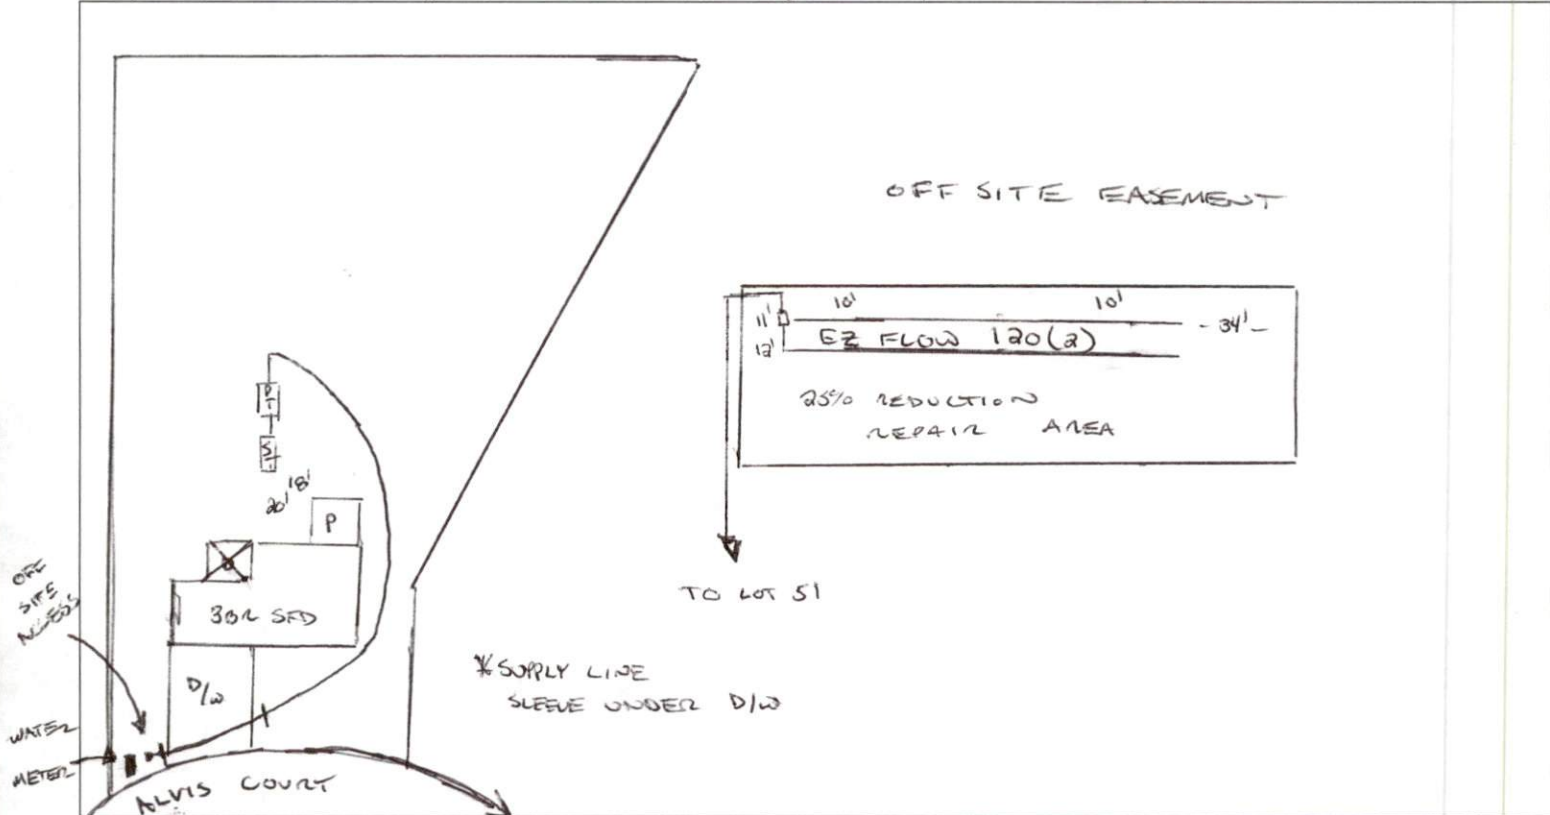 OFF SITE EASEMENT
10'
10'
11'
EZ FLOW 120(2)
- 34' -
12'
25% REDUCTION
REPAIR AREA
TO LOT 51
P
T
S
T
20' 18'
P
3BR SFD
D/W
OFF
SITE
ACCESS
WATER
METER
* SUPPLY LINE
SLEEVE UNDER D/W
ALVIS COURT